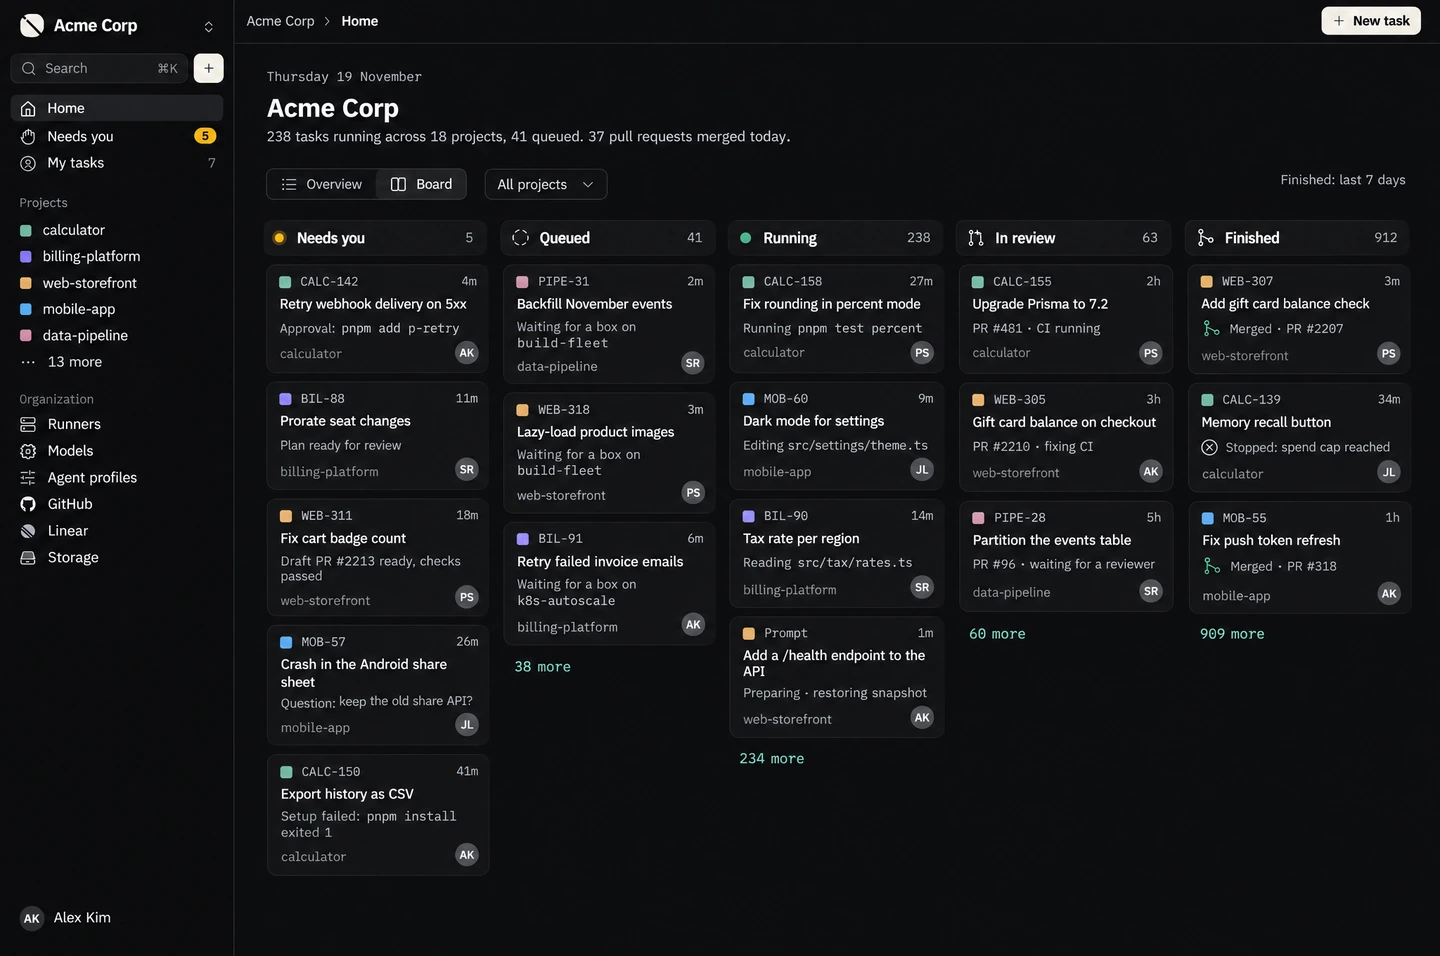 Acme Corp
Search ⌘K +
Home
Needs you 5
My tasks 7
Projects
calculator
billing-platform
web-storefront
mobile-app
data-pipeline
··· 13 more
Organization
Runners
Models
Agent profiles
GitHub
Linear
Storage
AK Alex Kim
Acme Corp > Home
+ New task
Thursday 19 November
Acme Corp
238 tasks running across 18 projects, 41 queued. 37 pull requests merged today.
Overview Board All projects
Finished: last 7 days
Needs you 5
CALC-142 4m
Retry webhook delivery on 5xx
Approval: pnpm add p-retry
calculator AK
BIL-88 11m
Prorate seat changes
Plan ready for review
billing-platform SR
WEB-311 18m
Fix cart badge count
Draft PR #2213 ready, checks
passed
web-storefront PS
MOB-57 26m
Crash in the Android share
sheet
Question: keep the old share API?
mobile-app JL
CALC-150 41m
Export history as CSV
Setup failed: pnpm install
exited 1
calculator AK
Queued 41
PIPE-31 2m
Backfill November events
Waiting for a box on
build-fleet
data-pipeline SR
WEB-318 3m
Lazy-load product images
Waiting for a box on
build-fleet
web-storefront PS
BIL-91 6m
Retry failed invoice emails
Waiting for a box on
k8s-autoscale
billing-platform AK
38 more
Running 238
CALC-158 27m
Fix rounding in percent mode
Running pnpm test percent
calculator PS
MOB-60 9m
Dark mode for settings
Editing src/settings/theme.ts
mobile-app JL
BIL-90 14m
Tax rate per region
Reading src/tax/rates.ts
billing-platform SR
Prompt 1m
Add a /health endpoint to the
API
Preparing · restoring snapshot
web-storefront AK
234 more
In review 63
CALC-155 2h
Upgrade Prisma to 7.2
PR #481 · CI running
calculator PS
WEB-305 3h
Gift card balance on checkout
PR #2210 · fixing CI
web-storefront AK
PIPE-28 5h
Partition the events table
PR #96 · waiting for a reviewer
data-pipeline SR
60 more
Finished 912
WEB-307 3m
Add gift card balance check
Merged · PR #2207
web-storefront PS
CALC-139 34m
Memory recall button
Stopped: spend cap reached
calculator JL
MOB-55 1h
Fix push token refresh
Merged · PR #318
mobile-app AK
909 more